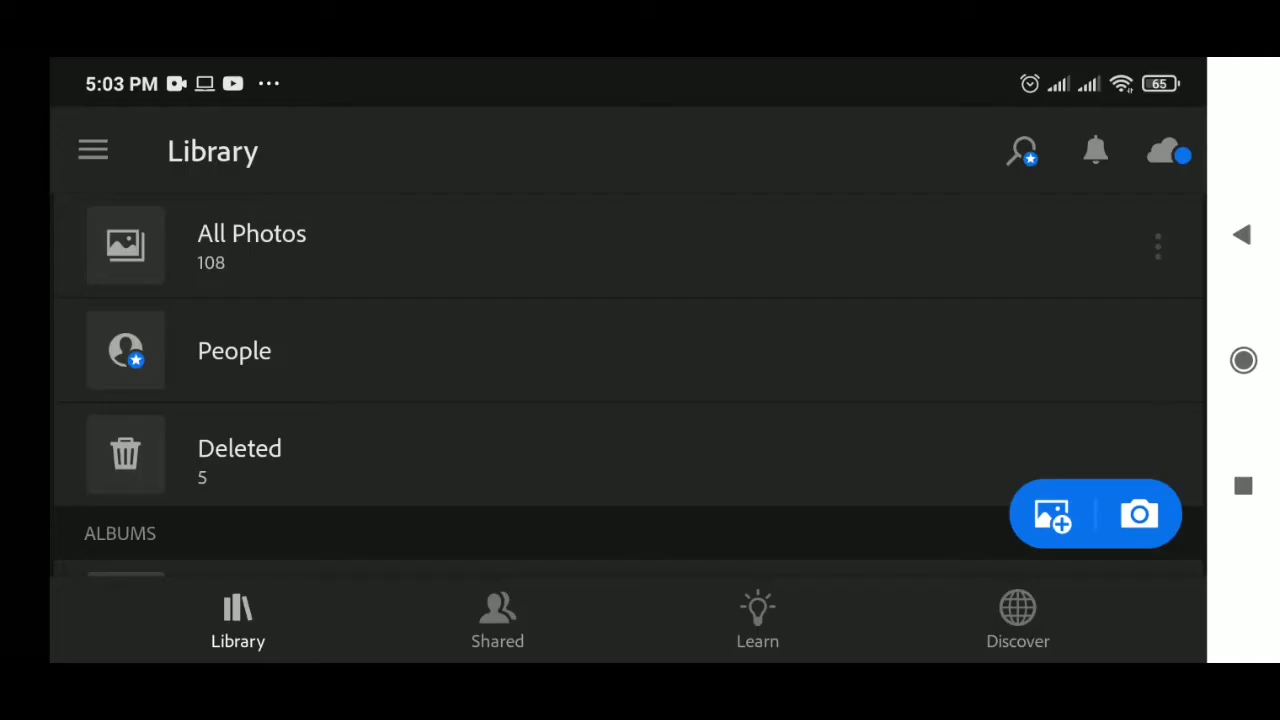 5:03 PM
65
Library
All Photos
108
People
Deleted
5
ALBUMS
Library
Shared
Learn
Discover